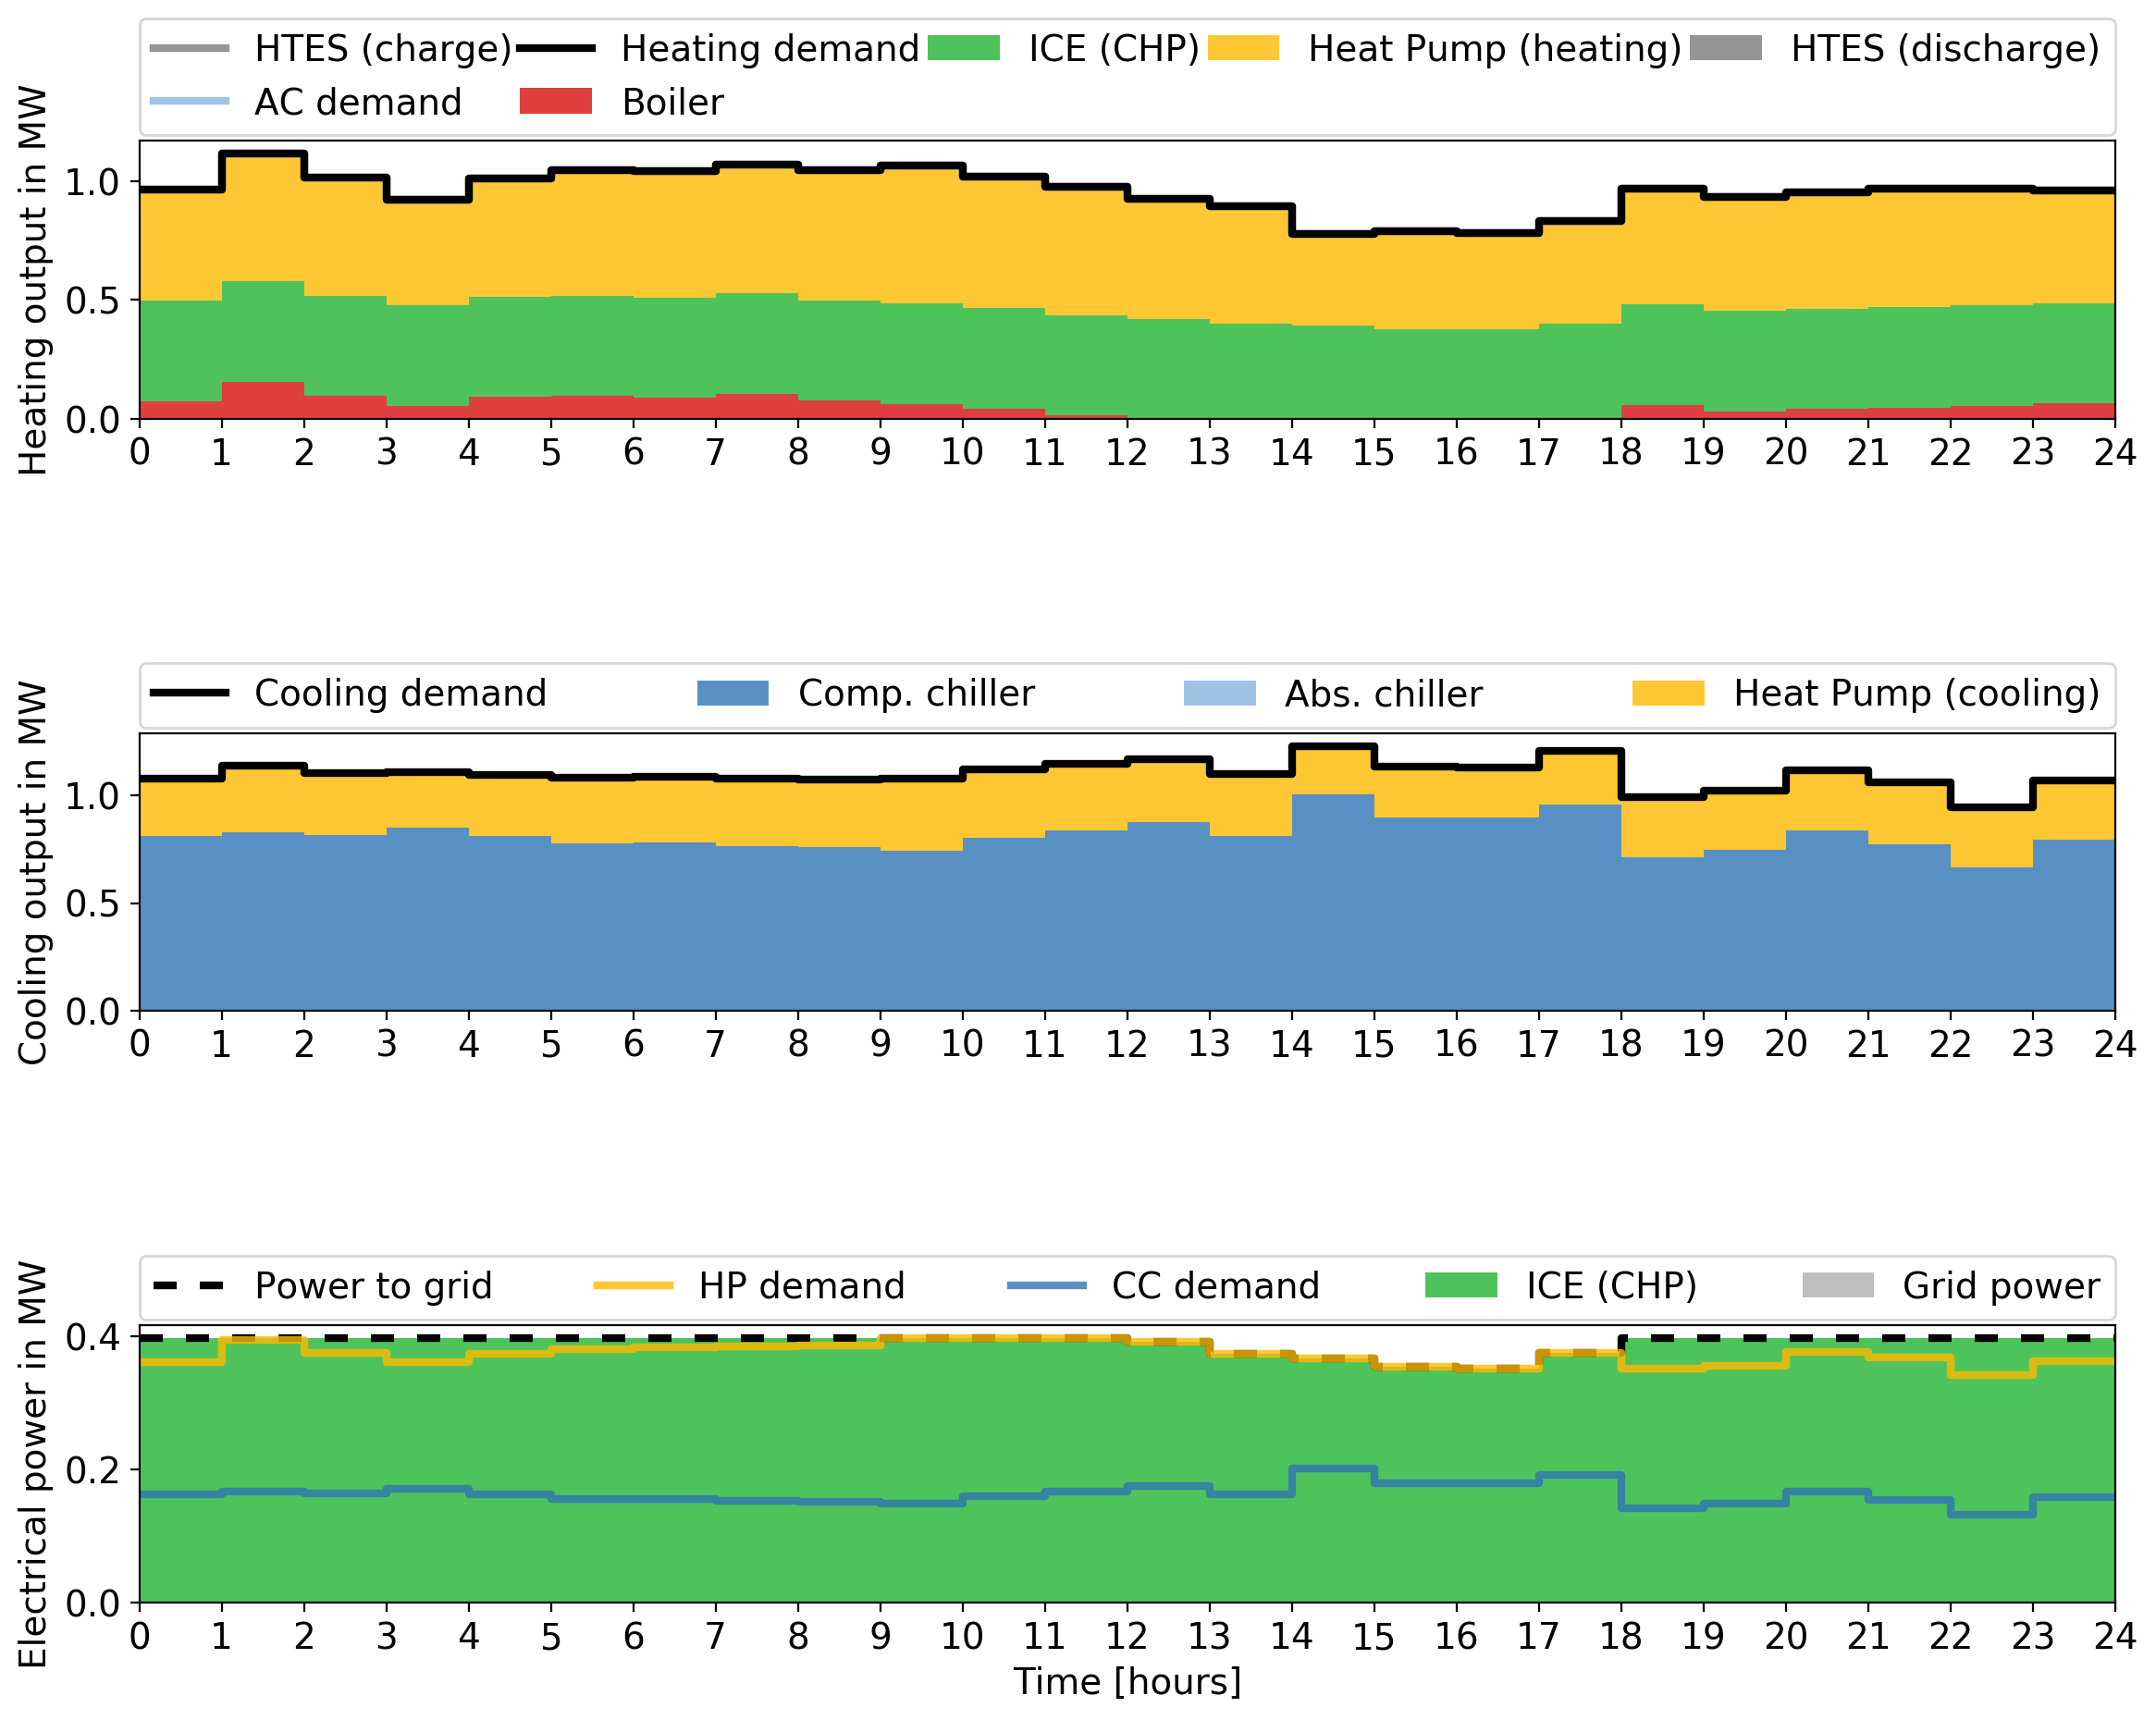 HTES (charge) Heating demand ICE (CHP) Heat Pump (heating) HTES (discharge)
AC demand Boiler
Heating output in MW
1.0
0.5
0.0
0 1 2 3 4 5 6 7 8 9 10 11 12 13 14 15 16 17 18 19 20 21 22 23 24
Cooling demand Comp. chiller Abs. chiller Heat Pump (cooling)
Cooling output in MW
1.0
0.5
0.0
0 1 2 3 4 5 6 7 8 9 10 11 12 13 14 15 16 17 18 19 20 21 22 23 24
Power to grid HP demand CC demand ICE (CHP) Grid power
Electrical power in MW
0.4
0.2
0.0
0 1 2 3 4 5 6 7 8 9 10 11 12 13 14 15 16 17 18 19 20 21 22 23 24
Time [hours]